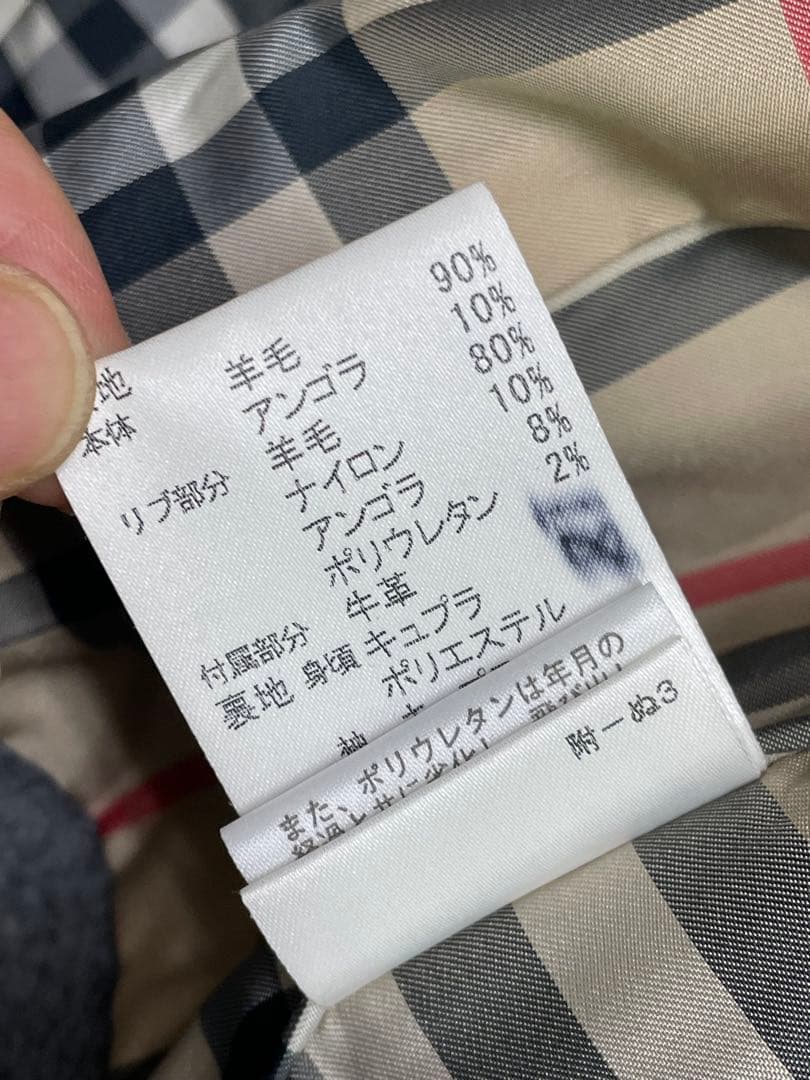 地 羊毛 90%
本体 アンゴラ 10%
リブ部分 羊毛 80%
ナイロン 10%
アンゴラ 8%
ポリウレタン 2%
付属部分 牛革
裏地 身頃 キュプラ
ポリエステル
また、ポリウレタンは年月の
附ーぬ3